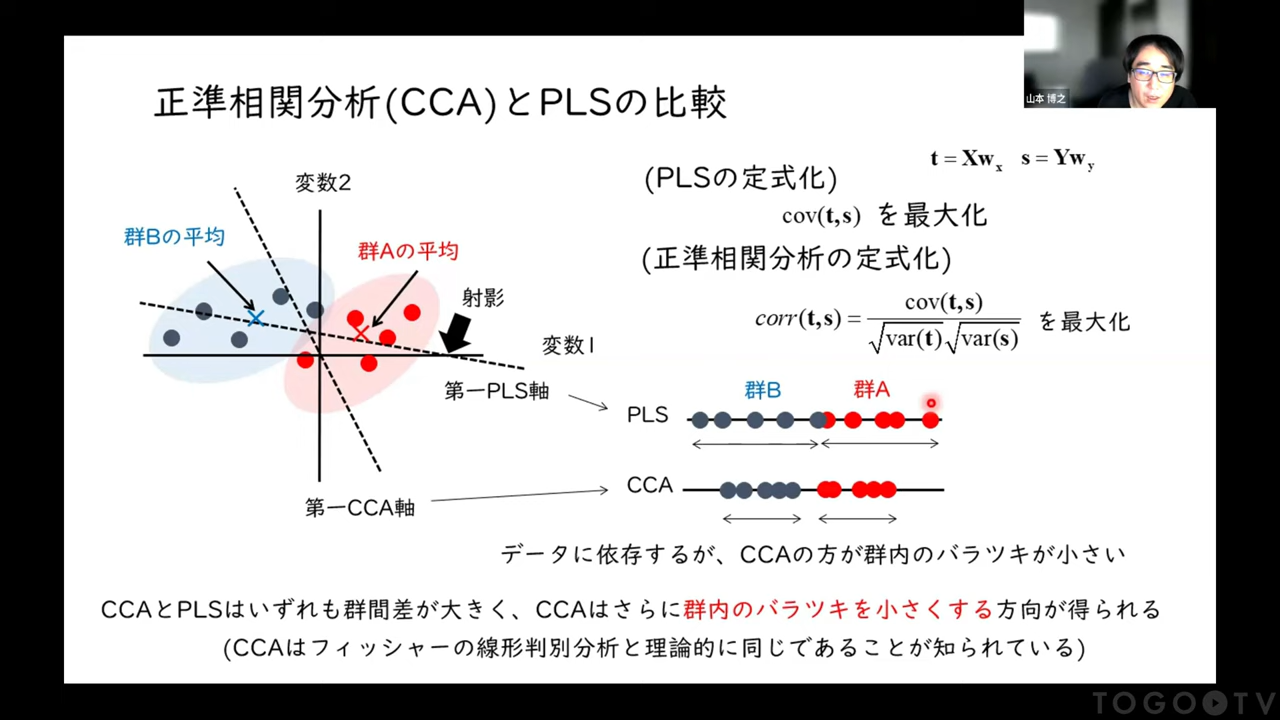 正準相関分析(CCA)とPLSの比較
山本 博之
t = Xwx s = Ywy
(PLSの定式化)
cov(t,s) を最大化
(正準相関分析の定式化)
corr(t,s) = cov(t,s) / √var(t)√var(s) を最大化
変数2
群Bの平均
群Aの平均
射影
変数1
第一PLS軸
第一CCA軸
群B 群A
PLS
CCA
データに依存するが、CCAの方が群内のバラツキが小さい
CCAとPLSはいずれも群間差が大きく、CCAはさらに群内のバラツキを小さくする方向が得られる
(CCAはフィッシャーの線形判別分析と理論的に同じであることが知られている)
TOGO TV